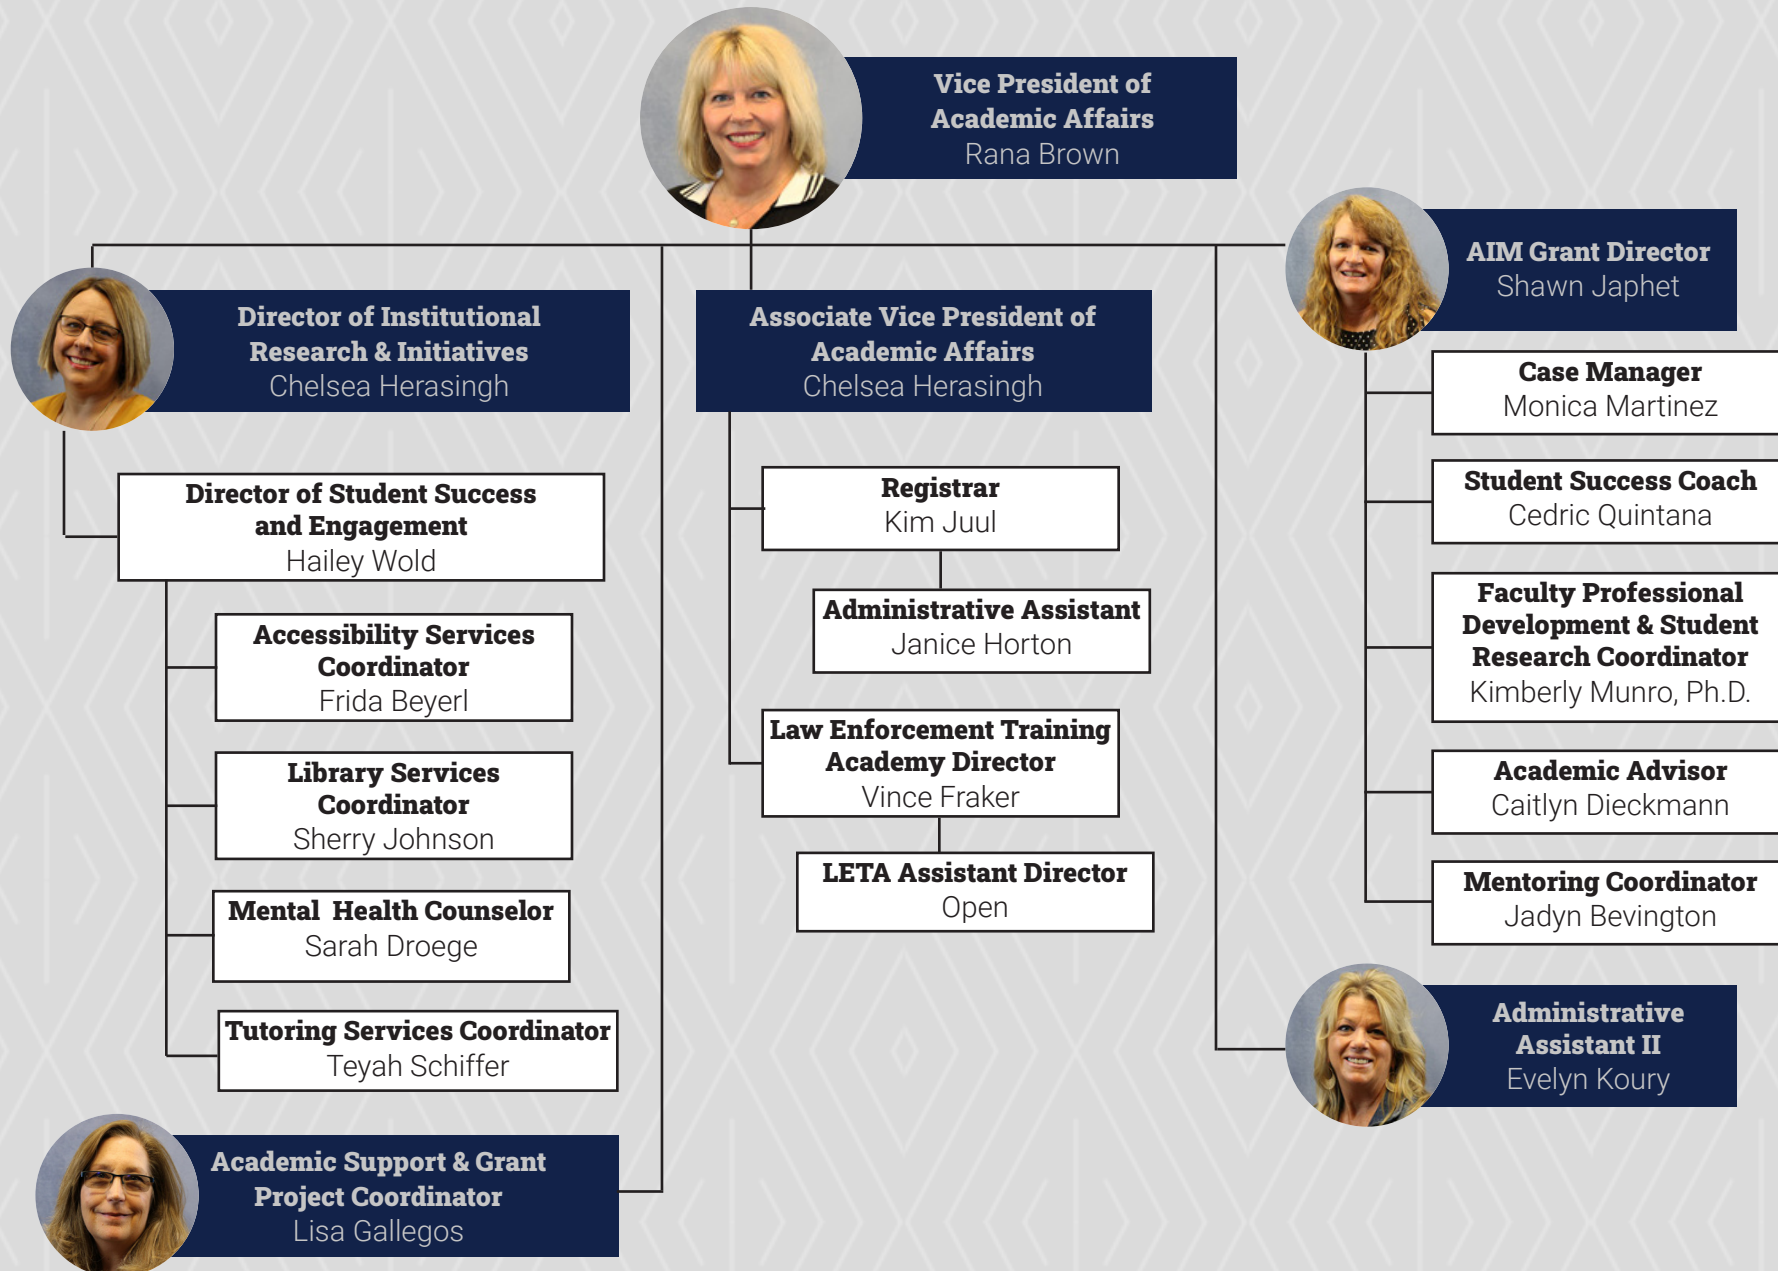 Vice President of
Academic Affairs
Rana Brown
Director of Institutional
Research & Initiatives
Chelsea Herasingh
Director of Student Success
and Engagement
Hailey Wold
Accessibility Services
Coordinator
Frida Beyerl
Library Services
Coordinator
Sherry Johnson
Mental Health Counselor
Sarah Droege
Tutoring Services Coordinator
Teyah Schiffer
Academic Support & Grant
Project Coordinator
Lisa Gallegos
Associate Vice President of
Academic Affairs
Chelsea Herasingh
Registrar
Kim Juul
Administrative Assistant
Janice Horton
Law Enforcement Training
Academy Director
Vince Fraker
LETA Assistant Director
Open
AIM Grant Director
Shawn Japhet
Case Manager
Monica Martinez
Student Success Coach
Cedric Quintana
Faculty Professional
Development & Student
Research Coordinator
Kimberly Munro, Ph.D.
Academic Advisor
Caitlyn Dieckmann
Mentoring Coordinator
Jadyn Bevington
Administrative
Assistant II
Evelyn Koury